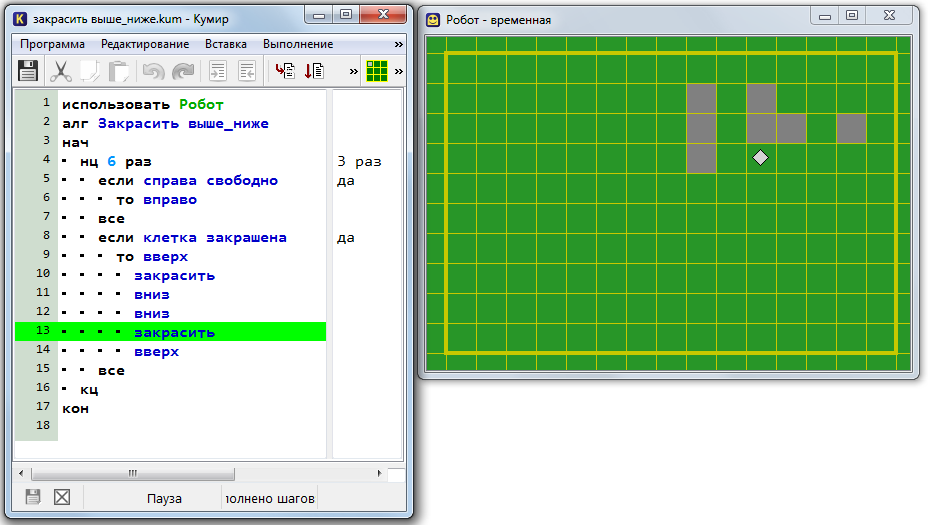 закрасить выше_ниже.kum - Кумир
Программа Редактирование Вставка Выполнение »
» »
1 использовать Робот
2 алг Закрасить выше_ниже
3 нач
4 нц 6 раз 3 раз
5 если справа свободно да
6 то вправо
7 все
8 если клетка закрашена да
9 то вверх
10 закрасить
11 вниз
12 вниз
13 закрасить
14 вверх
15 все
16 кц
17 кон
18
Пауза
полнено шагов
Робот - временная